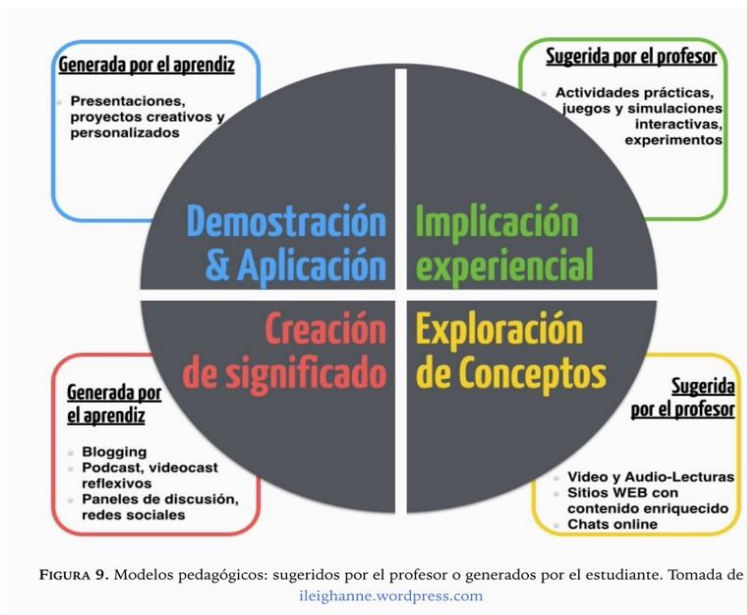 Generada por el aprendiz
Presentaciones,
proyectos creativos y
personalizados
Sugerida por el profesor
Actividades prácticas,
juegos y simulaciones
interactivas,
experimentos
Demostración
& Aplicación
Implicación
experiencial
Creación
de significado
Exploración
de Conceptos
Generada por
el aprendiz
Blogging
Podcast, videocast
reflexivos
Paneles de discusión,
redes sociales
Sugerida
por el profesor
Video y Audio-Lecturas
Sitios WEB con
contenido enriquecido
Chats online
FIGURA 9. Modelos pedagógicos: sugeridos por el profesor o generados por el estudiante. Tomada de
ileighanne.wordpress.com